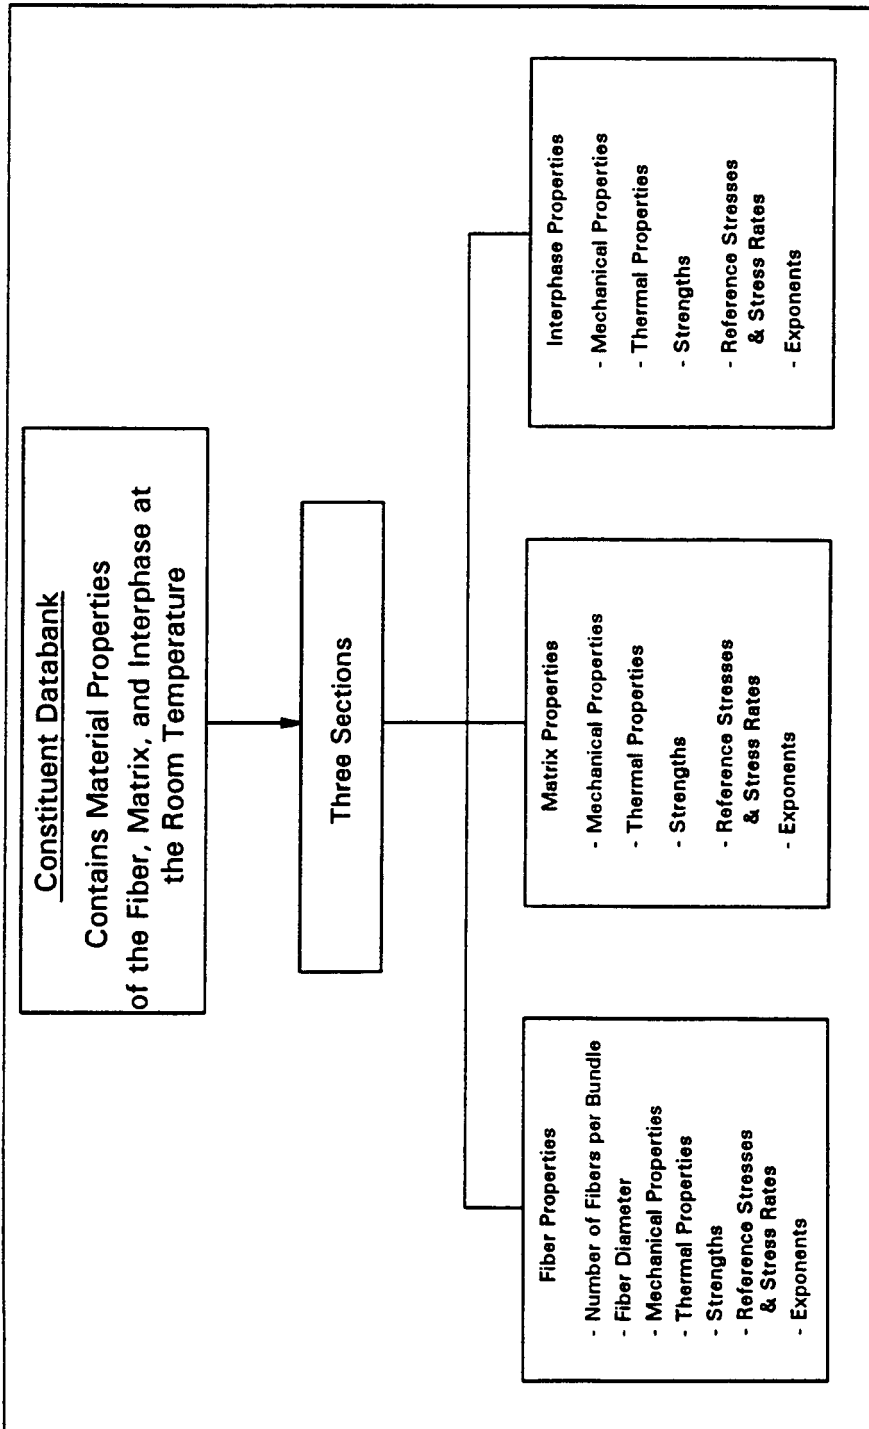 Constituent Databank
Contains Material Properties
of the Fiber, Matrix, and Interphase at
the Room Temperature
Three Sections
Fiber Properties
- Number of Fibers per Bundle
- Fiber Diameter
- Mechanical Properties
- Thermal Properties
- Strengths
- Reference Stresses
& Stress Rates
- Exponents
Matrix Properties
- Mechanical Properties
- Thermal Properties
- Strengths
- Reference Stresses
& Stress Rates
- Exponents
Interphase Properties
- Mechanical Properties
- Thermal Properties
- Strengths
- Reference Stresses
& Stress Rates
- Exponents